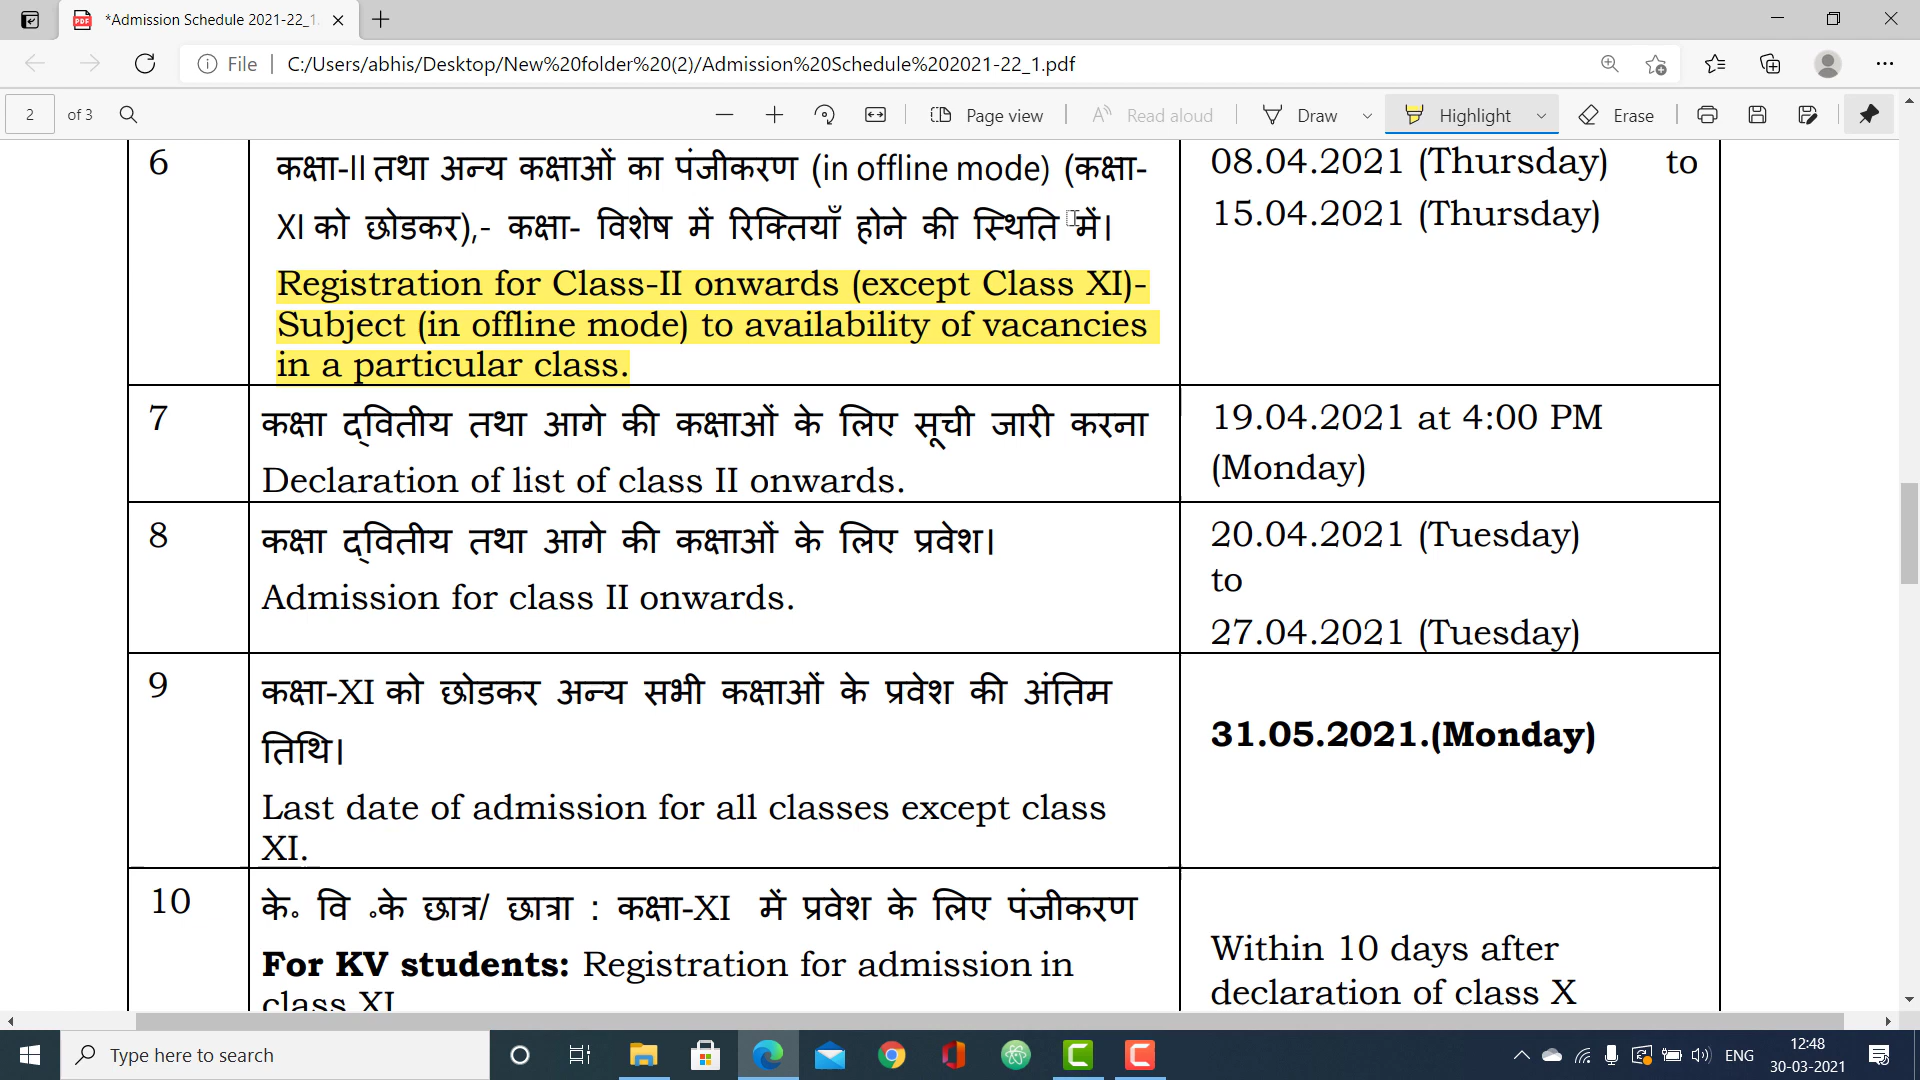 *Admission Schedule 2021-22_1.
File
C:/Users/abhis/Desktop/New%20folder%20(2)/Admission%20Schedule%202021-22_1.pdf
2 of 3
Page view
Read aloud
Draw
Highlight
Erase
6
कक्षा-II तथा अन्य कक्षाओं का पंजीकरण (in offline mode) (कक्षा-
XI को छोडकर),- कक्षा- विशेष में रिक्तियाँ होने की स्थिति में।
Registration for Class-II onwards (except Class XI)-
Subject (in offline mode) to availability of vacancies
in a particular class.
08.04.2021 (Thursday) to
15.04.2021 (Thursday)
7
कक्षा द्वितीय तथा आगे की कक्षाओं के लिए सूची जारी करना
Declaration of list of class II onwards.
19.04.2021 at 4:00 PM
(Monday)
8
कक्षा द्वितीय तथा आगे की कक्षाओं के लिए प्रवेश।
Admission for class II onwards.
20.04.2021 (Tuesday)
to
27.04.2021 (Tuesday)
9
कक्षा-XI को छोडकर अन्य सभी कक्षाओं के प्रवेश की अंतिम
तिथि।
Last date of admission for all classes except class
XI.
31.05.2021.(Monday)
10
के॰ वि ॰के छात्र/ छात्रा : कक्षा-XI में प्रवेश के लिए पंजीकरण
For KV students: Registration for admission in
class XI
Within 10 days after
declaration of class X
Type here to search
ENG
12:48
30-03-2021